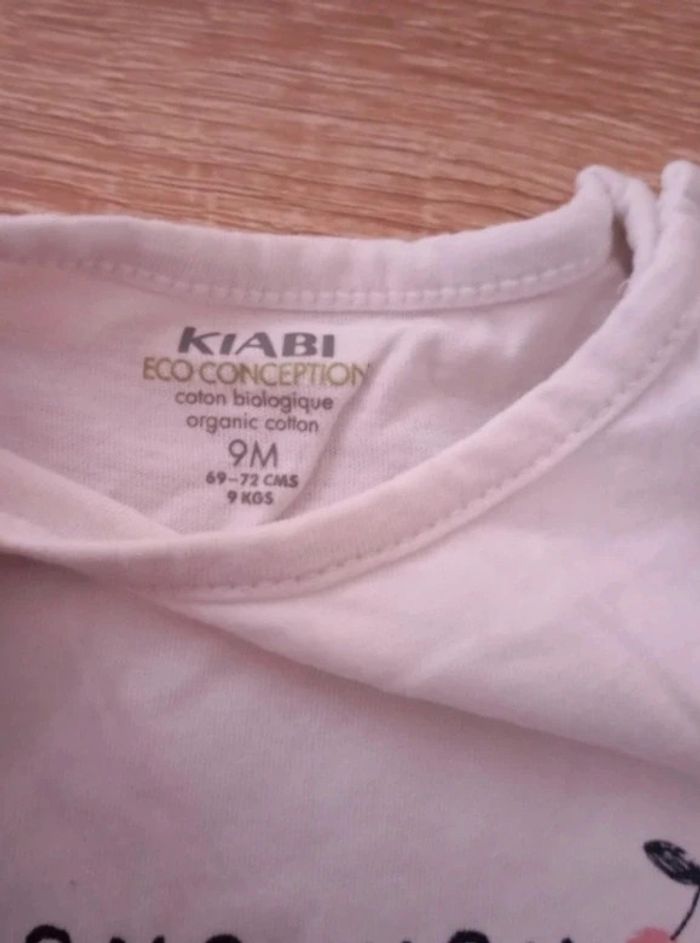 KIABI
ECO CONCEPTION
coton biologique
organic cotton
9M
69-72 CMS
9 KGS